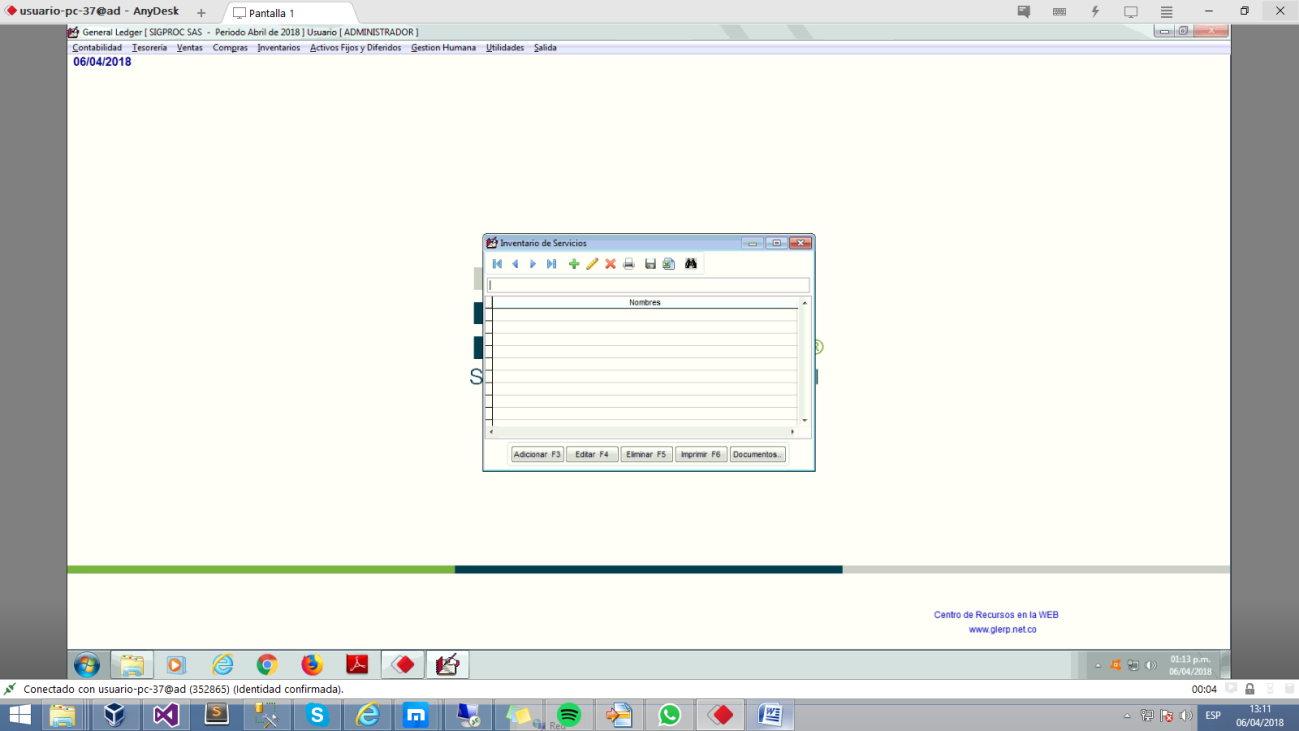 usuario-pc-37@ad - AnyDesk
Pantalla 1
General Ledger [ SIGPROC SAS - Periodo Abril de 2018 ] Usuario [ ADMINISTRADOR ]
Contabilidad Tesorería Ventas Compras Inventarios Activos Fijos y Diferidos Gestion Humana Utilidades Salida
06/04/2018
Inventario de Servicios
Nombres
S
Adicionar F3 Editar F4 Eliminar F5 Imprimir F6 Documentos..
Centro de Recursos en la WEB
www.glerp.net.co
01:13 p.m.
06/04/2018
Conectado con usuario-pc-37@ad (352865) (Identidad confirmada).
00:04
Red
ESP
13:11
06/04/2018